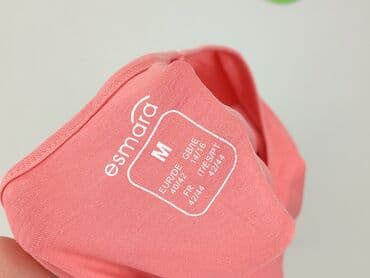 esmara
M
EUR/DE GB/IE
40/42 14/16
FR IT/ES/PT
42/44 42/44